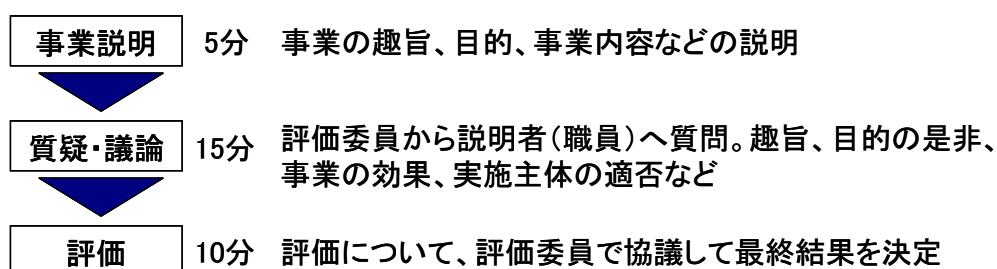 事業説明 5分 事業の趣旨、目的、事業内容などの説明
質疑・議論 15分 評価委員から説明者(職員)へ質問。趣旨、目的の是非、
事業の効果、実施主体の適否など
評価 10分 評価について、評価委員で協議して最終結果を決定